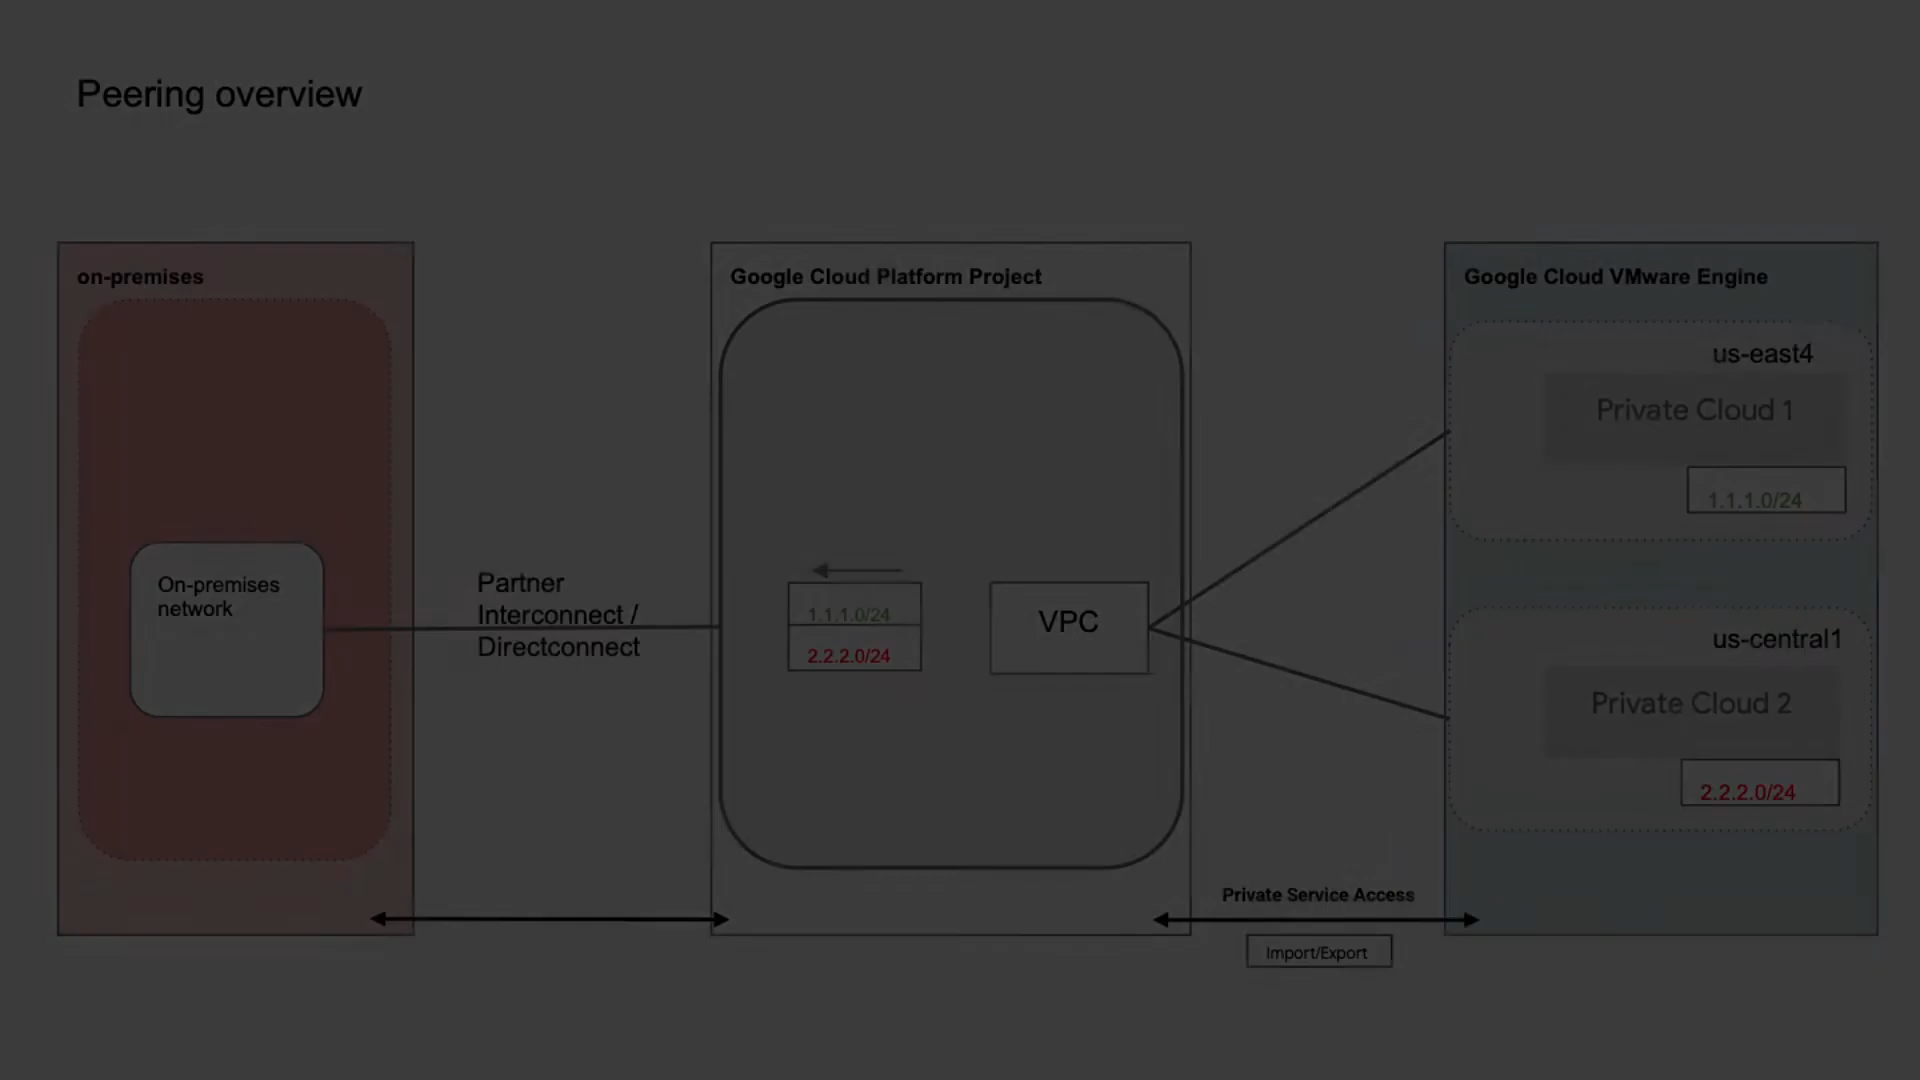 Peering overview
on-premises
On-premises
network
Partner
Interconnect /
Directconnect
Google Cloud Platform Project
1.1.1.0/24
2.2.2.0/24
VPC
Google Cloud VMware Engine
us-east4
Private Cloud 1
1.1.1.0/24
us-central1
Private Cloud 2
2.2.2.0/24
Private Service Access
Import/Export